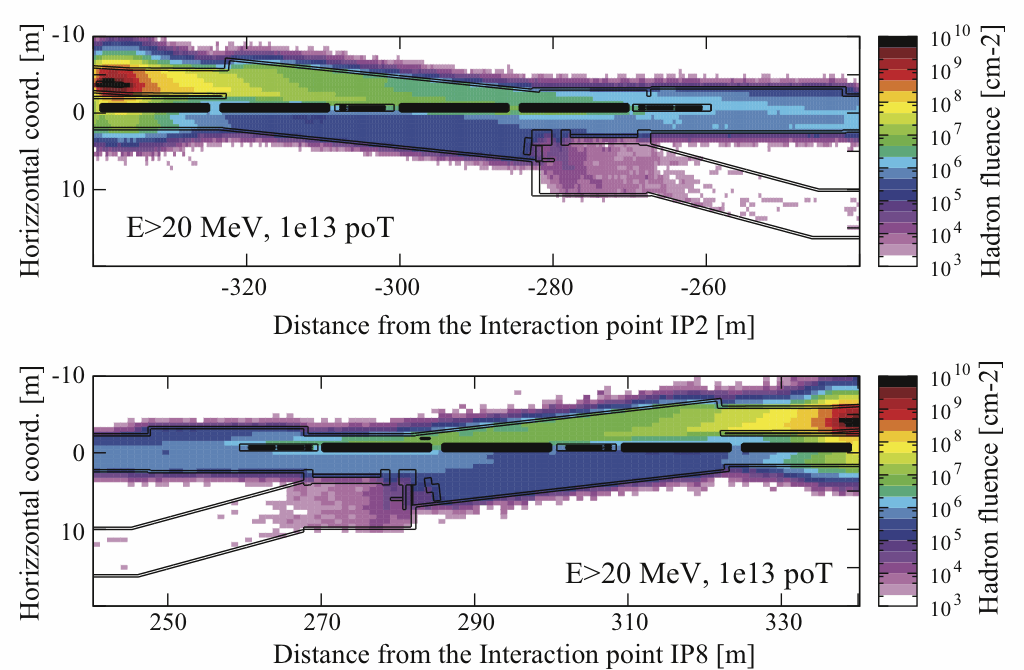 Horizzontal coord. [m]
-10
0
10
E>20 MeV, 1e13 poT
-320 -300 -280 -260
Distance from the Interaction point IP2 [m]
10^10
10^9
10^8
10^7
10^6
10^5
10^4
10^3
Hadron fluence [cm-2]
Horizzontal coord. [m]
-10
0
10
E>20 MeV, 1e13 poT
250 270 290 310 330
Distance from the Interaction point IP8 [m]
10^10
10^9
10^8
10^7
10^6
10^5
10^4
10^3
Hadron fluence [cm-2]